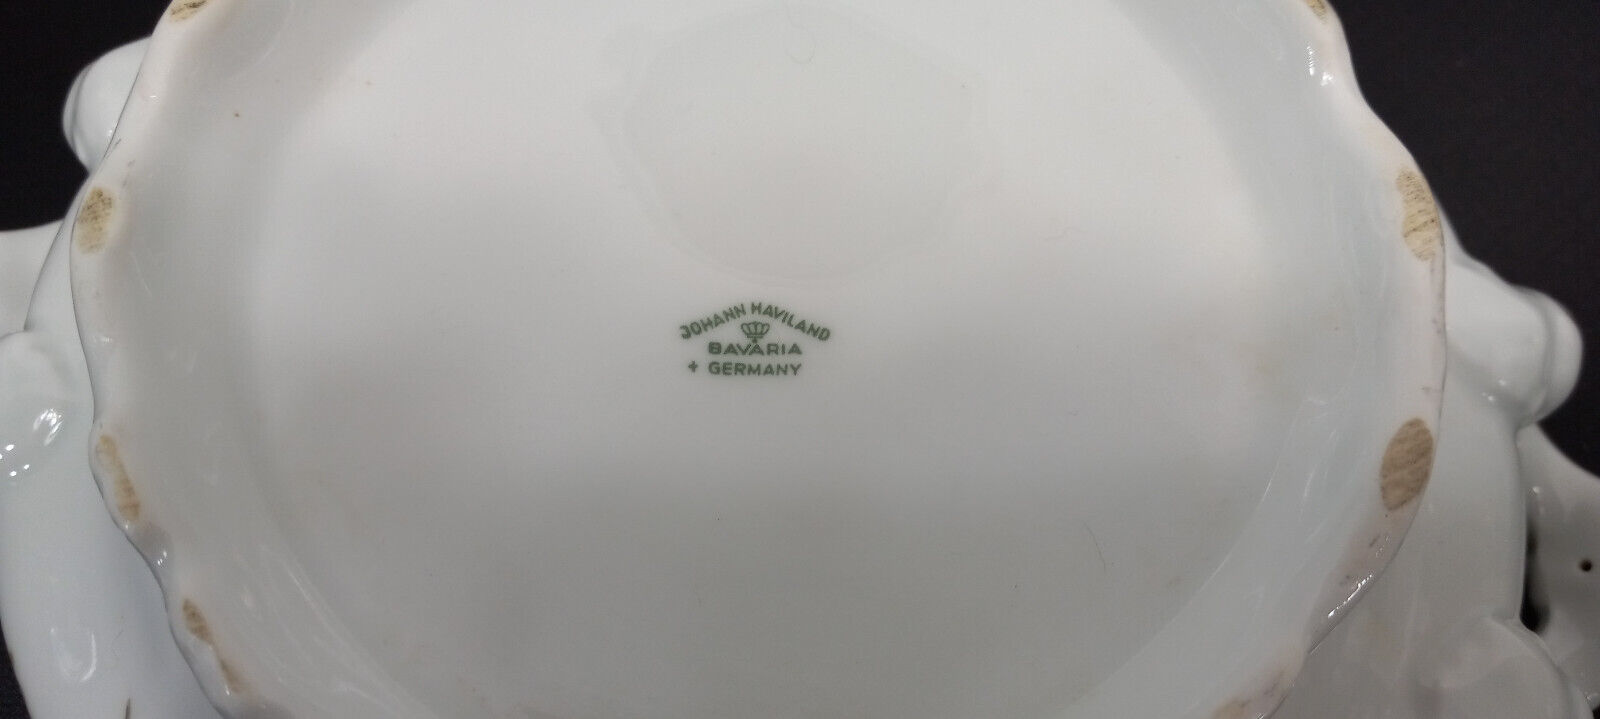 JOHANN HAVILAND
BAVARIA
+ GERMANY